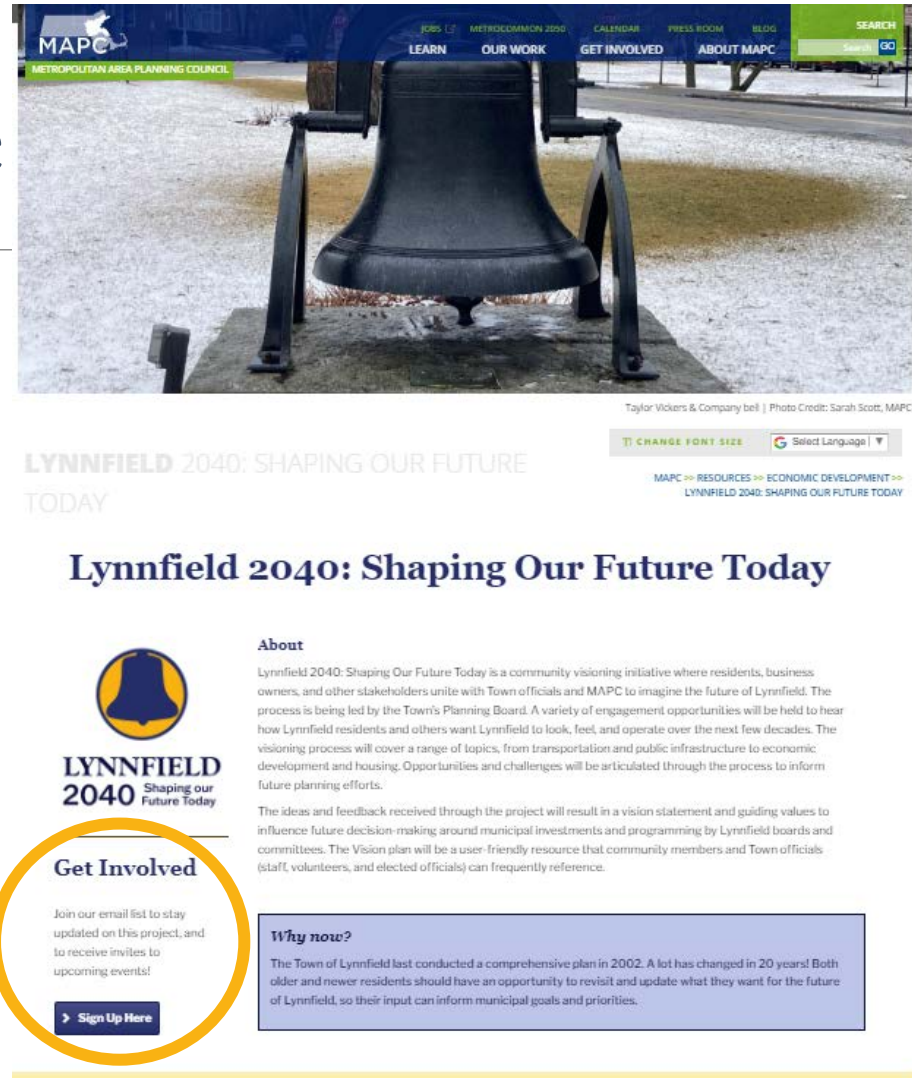 MAPC
METROPOLITAN AREA PLANNING COUNCIL
JOBS METROCOMMON 2050 CALENDAR PRESS ROOM BLOG
LEARN OUR WORK GET INVOLVED ABOUT MAPC
SEARCH
Search GO
Taylor Vickers & Company bell | Photo Credit: Sarah Scott, MAPC
CHANGE FONT SIZE
G Select Language ▼
LYNNFIELD 2040: SHAPING OUR FUTURE
TODAY
MAPC >> RESOURCES >> ECONOMIC DEVELOPMENT >>
LYNNFIELD 2040: SHAPING OUR FUTURE TODAY
Lynnfield 2040: Shaping Our Future Today
LYNNFIELD
2040 Shaping our
Future Today
Get Involved
Join our email list to stay
updated on this project, and
to receive invites to
upcoming events!
> Sign Up Here
About
Lynnfield 2040: Shaping Our Future Today is a community visioning initiative where residents, business
owners, and other stakeholders unite with Town officials and MAPC to imagine the future of Lynnfield. The
process is being led by the Town's Planning Board. A variety of engagement opportunities will be held to hear
how Lynnfield residents and others want Lynnfield to look, feel, and operate over the next few decades. The
visioning process will cover a range of topics, from transportation and public infrastructure to economic
development and housing. Opportunities and challenges will be articulated through the process to inform
future planning efforts.
The ideas and feedback received through the project will result in a vision statement and guiding values to
influence future decision-making around municipal investments and programming by Lynnfield boards and
committees. The Vision plan will be a user-friendly resource that community members and Town officials
(staff, volunteers, and elected officials) can frequently reference.
Why now?
The Town of Lynnfield last conducted a comprehensive plan in 2002. A lot has changed in 20 years! Both
older and newer residents should have an opportunity to revisit and update what they want for the future
of Lynnfield, so their input can inform municipal goals and priorities.